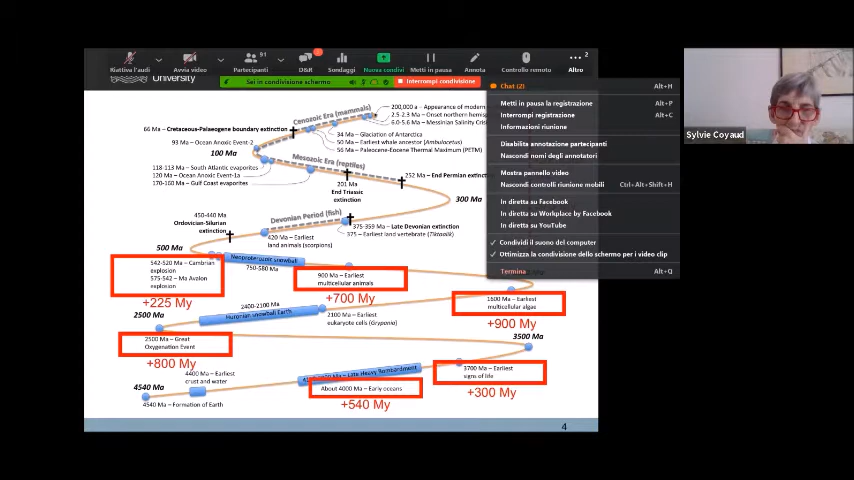 91
Riattiva l'audio
Avvia video
Partecipanti
D&R
Sondaggi
Nuova condivi
Metti in pausa
Annota
Controllo remoto
Altro
2
University
Sei in condivisione schermo
Interrompi condivisione
Chat (2)
Alt+H
Metti in pausa la registrazione
Alt+P
Interrompi registrazione
Alt+C
Informazioni riunione
Disabilita annotazione partecipanti
Nascondi nomi degli annotatori
Mostra pannello video
Nascondi controlli riunione mobili
Ctrl+Alt+Shift+H
In diretta su Facebook
In diretta su Workplace by Facebook
In diretta su YouTube
Condividi il suono del computer
Ottimizza la condivisione dello schermo per i video clip
Termina
Alt+Q
Sylvie Coyaud
Cenozoic Era (mammals)
200,000 a – Appearance of modern
2.5-2.3 Ma – Onset northern hemisp
6.0-5.6 Ma – Messinian Salinity Cris
66 Ma – Cretaceous-Palaeogene boundary extinction
34 Ma – Glaciation of Antarctica
50 Ma – Earliest whale ancestor (Ambulocetus)
56 Ma – Paleocene-Eocene Thermal Maximum (PETM)
93 Ma – Ocean Anoxic Event-2
100 Ma
Mesozoic Era (reptiles)
118-113 Ma – South Atlantic evaporites
120 Ma – Ocean Anoxic Event-1a
170-160 Ma – Gulf Coast evaporites
252 Ma – End Permian extinct
201 Ma
End Triassic
extinction
300 Ma
450-440 Ma
Ordovician-Silurian
extinction
Devonian Period (fish)
375-359 Ma – Late Devonian extinction
375 – Earliest land vertebrate (Tiktaalik)
420 Ma – Earliest
land animals (scorpions)
500 Ma
Neoproterozoic snowball
750-580 Ma
542-520 Ma – Cambrian
explosion
575-542 – Ma Avalon
explosion
+225 My
900 Ma – Earliest
multicellular animals
+700 My
1600 Ma – Earliest
multicellular algae
+900 My
2500 Ma
2400-2100 Ma
Huronian snowball Earth
2100 Ma – Earliest
eukaryote cells (Grypania)
2500 Ma – Great
Oxygenation Event
+800 My
3500 Ma
Late Heavy Bombardment
3700 Ma – Earliest
signs of life
+300 My
4400 Ma – Earliest
crust and water
About 4000 Ma – Early oceans
+540 My
4540 Ma
4540 Ma – Formation of Earth
4